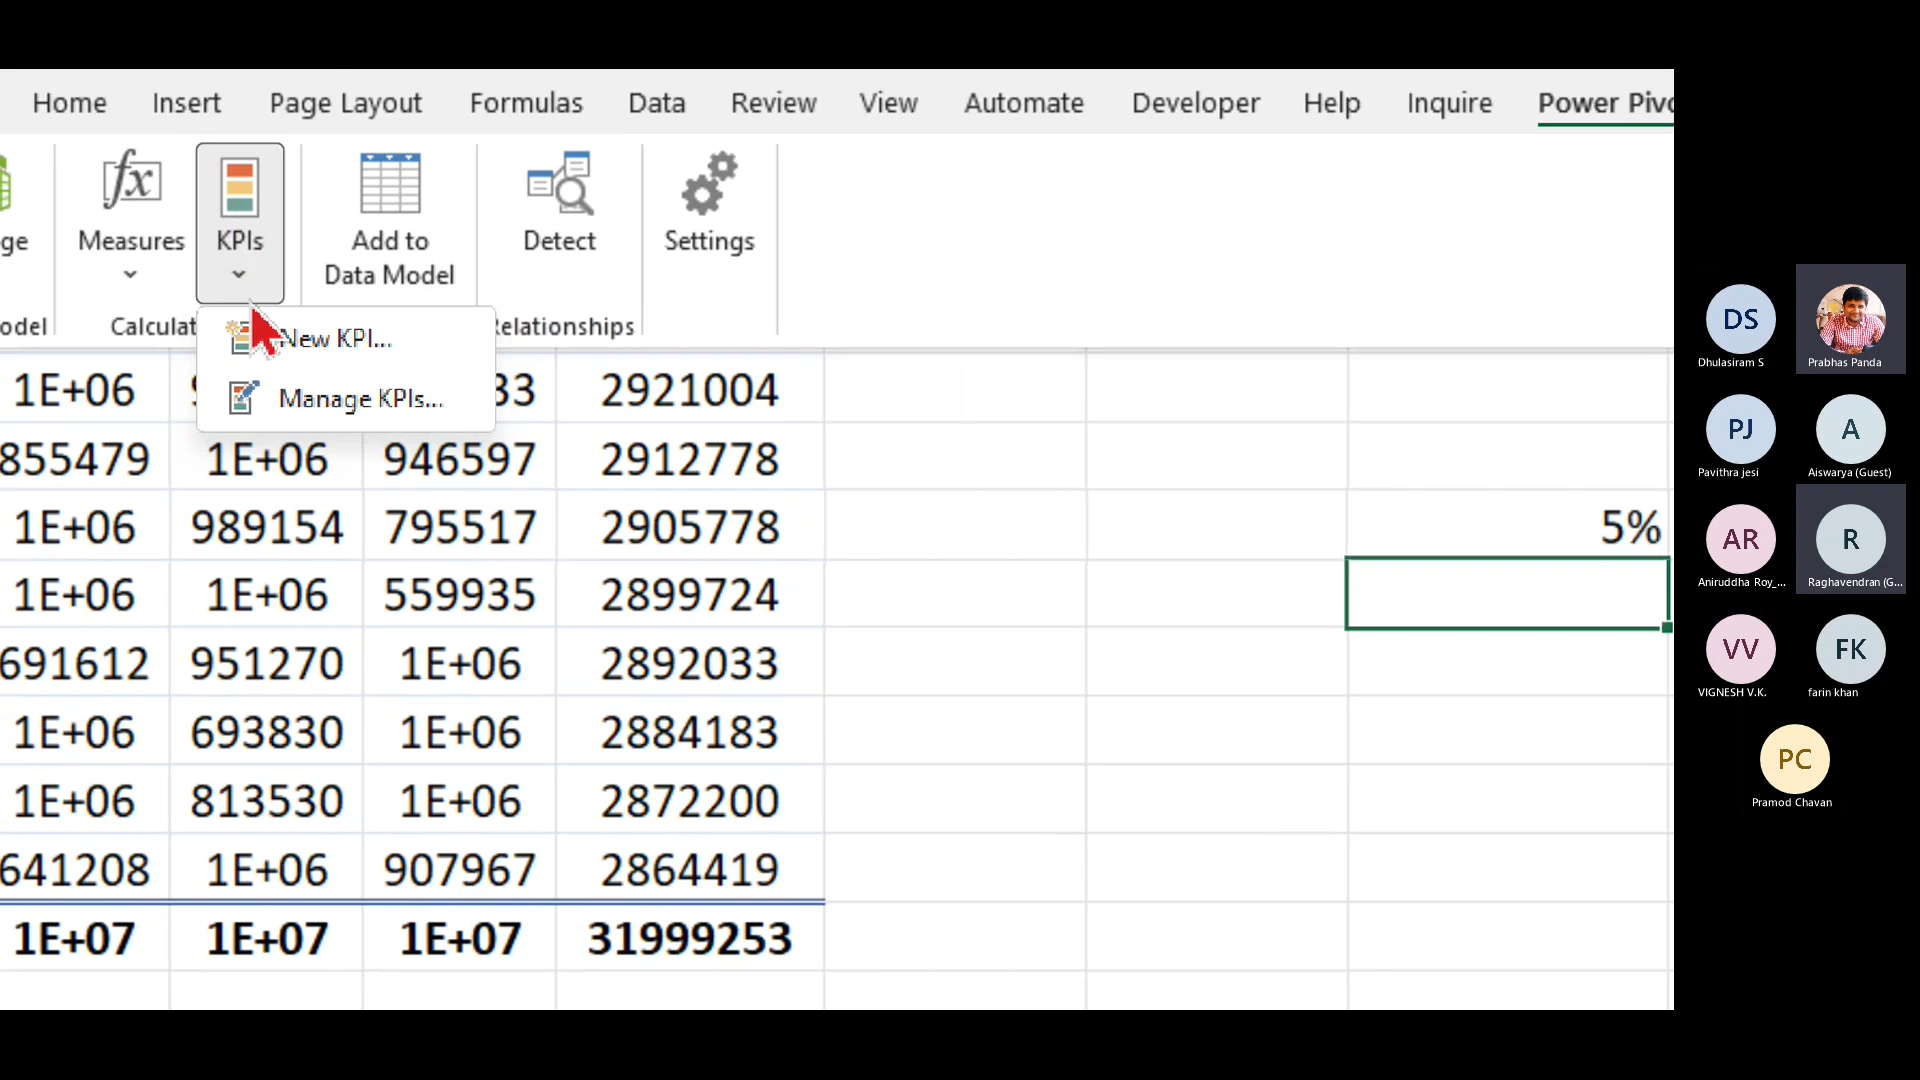 Home Insert Page Layout Formulas Data Review View Automate Developer Help Inquire Power Pivo
ge Measures KPIs Add to Data Model Detect Settings
odel Calculat elationships
New KPI...
Manage KPIs...
1E+06 33 2921004
855479 1E+06 946597 2912778
1E+06 989154 795517 2905778 5%
1E+06 1E+06 559935 2899724
691612 951270 1E+06 2892033
1E+06 693830 1E+06 2884183
1E+06 813530 1E+06 2872200
641208 1E+06 907967 2864419
1E+07 1E+07 1E+07 31999253
DS
Dhulasiram S
Prabhas Panda
PJ
Pavithra jesi
A
Aiswarya (Guest)
AR
Aniruddha Roy_...
R
Raghavendran (G...
VV
VIGNESH V.K.
FK
farin khan
PC
Pramod Chavan